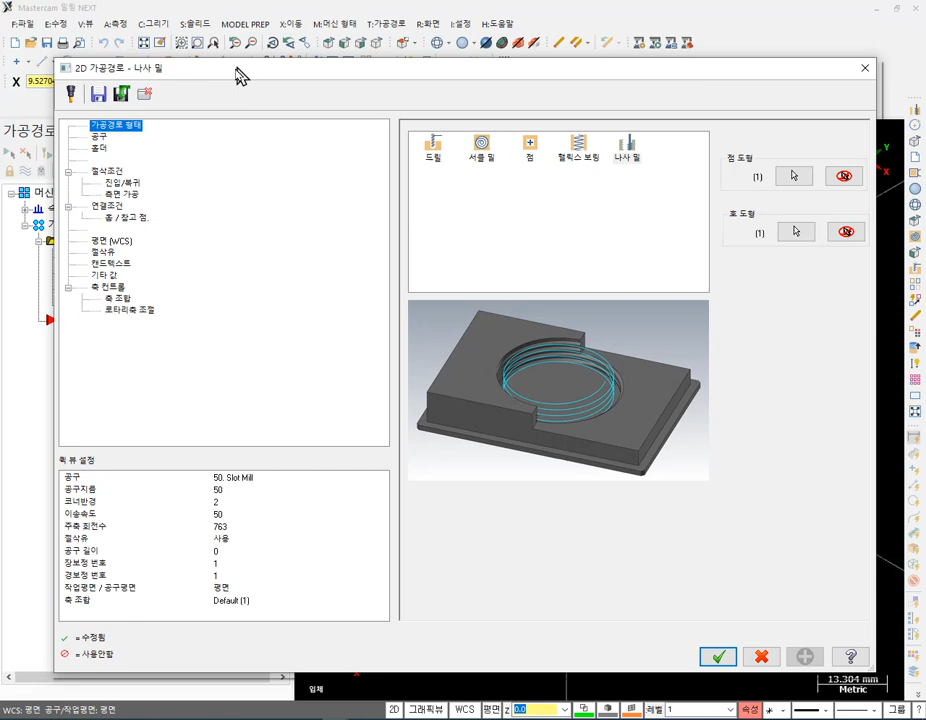 Mastercam 밀링 NEXT
F:파일 E:수정 V:뷰 A:측정 C:그리기 S:솔리드 MODEL PREP X:이동 M:머신 형태 T:가공경로 R:화면 I:설정 H:도움말
2D 가공경로 - 나사 밀
X 9.5270
가공경로
머신
가공경로 형태
공구
홀더
절삭조건
진입/복귀
측면 가공
연결조건
홈 / 참고 점.
평면 (WCS)
절삭유
캔드텍스트
기타 값
축 컨트롤
축 조합
로타리축 조절
드릴 서클 밀 점 헬릭스 보링 나사 밀
점 도형
(1)
호 도형
(1)
퀵 뷰 설정
공구 50. Slot Mill
공구지름 50
코너반경 2
이송속도 50
주축 회전수 763
절삭유 사용
공구 길이 0
장보정 번호 1
경보정 번호 1
작업평면 / 공구평면 평면
축 조합 Default (1)
= 수정됨
= 사용안함
Y
X
13.304 mm
Metric
입체
WCS: 평면 공구/작업평면: 평면
2D 그래픽뷰 WCS 평면 z 0.0 레벨 1 속성 그룹 ?